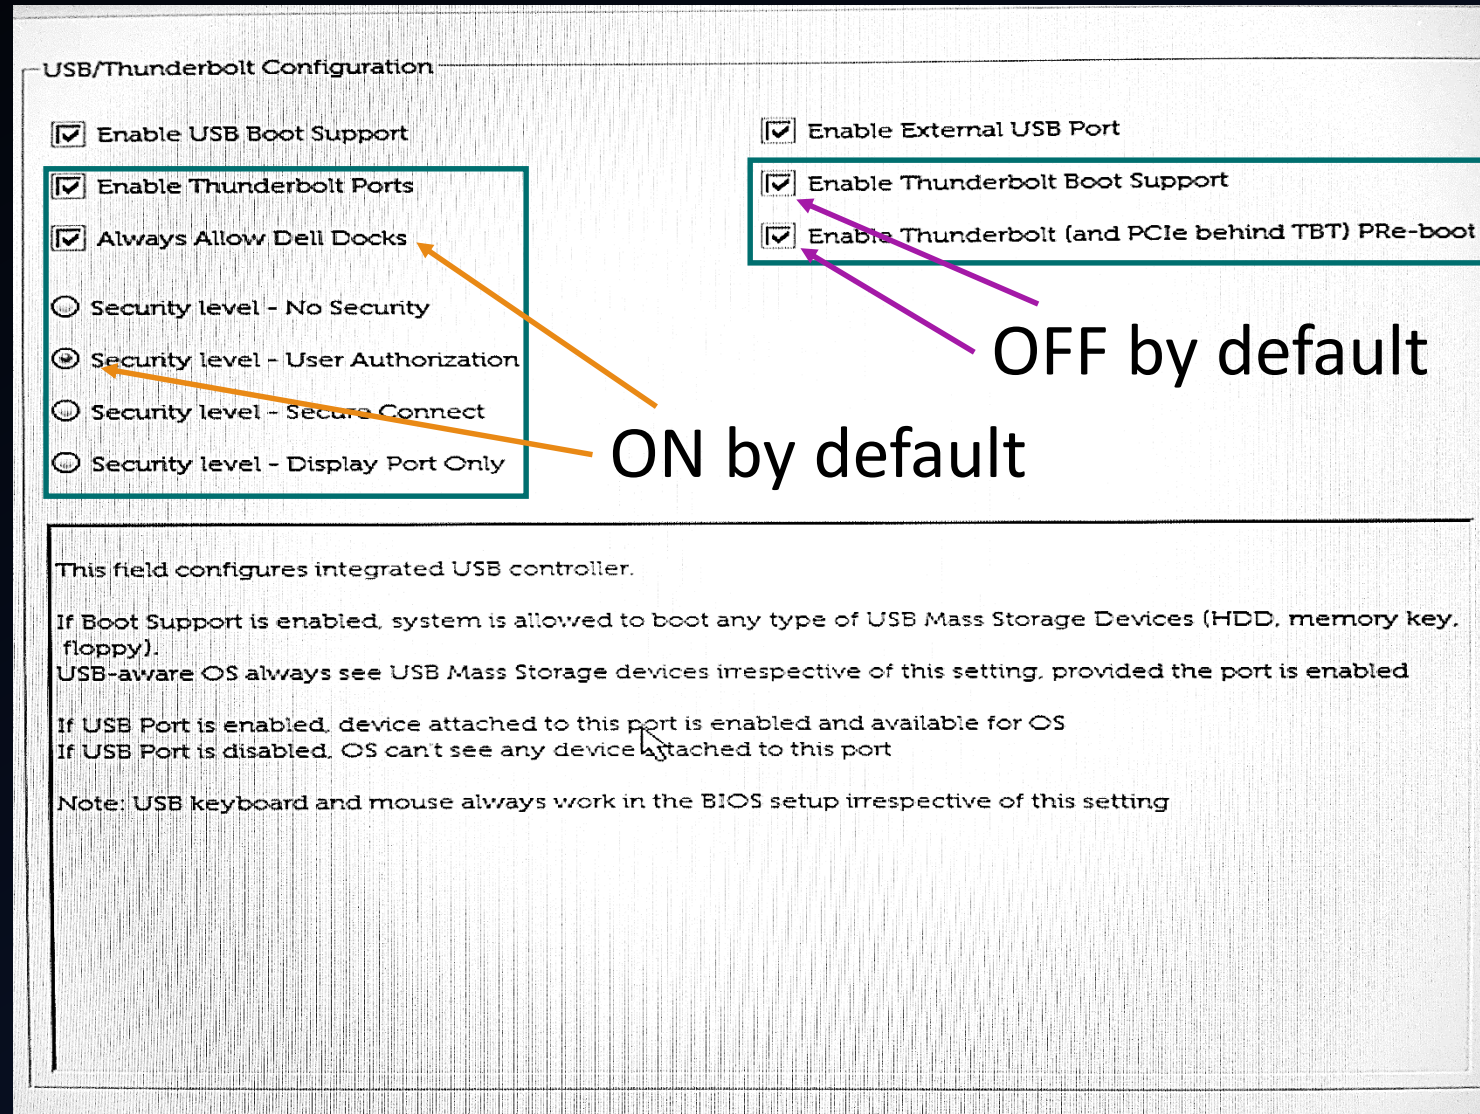 USB/Thunderbolt Configuration
Enable USB Boot Support
Enable External USB Port
Enable Thunderbolt Ports
Enable Thunderbolt Boot Support
Always Allow Dell Docks
Enable Thunderbolt (and PCIe behind TBT) PRe-boot
Security level - No Security
OFF by default
Security level - User Authorization
Security level - Secure Connect
ON by default
Security level - Display Port Only
This field configures integrated USB controller.
If Boot Support is enabled, system is allowed to boot any type of USB Mass Storage Devices (HDD, memory key,
floppy).
USB-aware OS always see USB Mass Storage devices irrespective of this setting, provided the port is enabled
If USB Port is enabled, device attached to this port is enabled and available for OS
If USB Port is disabled, OS can't see any device attached to this port
Note: USB keyboard and mouse always work in the BIOS setup irrespective of this setting